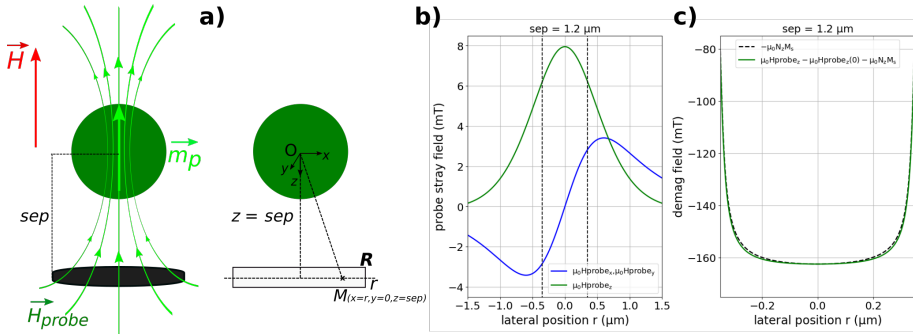 a)
H
m_p
sep
H_probe
O
x
y
z
z = sep
R
r
M(x=r,y=0,z=sep)
b)
sep = 1.2 µm
probe stray field (mT)
8
6
4
2
0
−2
−4
µ₀Hprobeₓ,µ₀Hprobe_y
µ₀Hprobe_z
−1.5 −1.0 −0.5 0.0 0.5 1.0 1.5
lateral position r (µm)
c)
sep = 1.2 µm
demag field (mT)
−80
−100
−120
−140
−160
−µ₀N_zM_s
µ₀Hprobe_z − µ₀Hprobe_z(0) − µ₀N_zM_s
−0.2 0.0 0.2
lateral position r (µm)